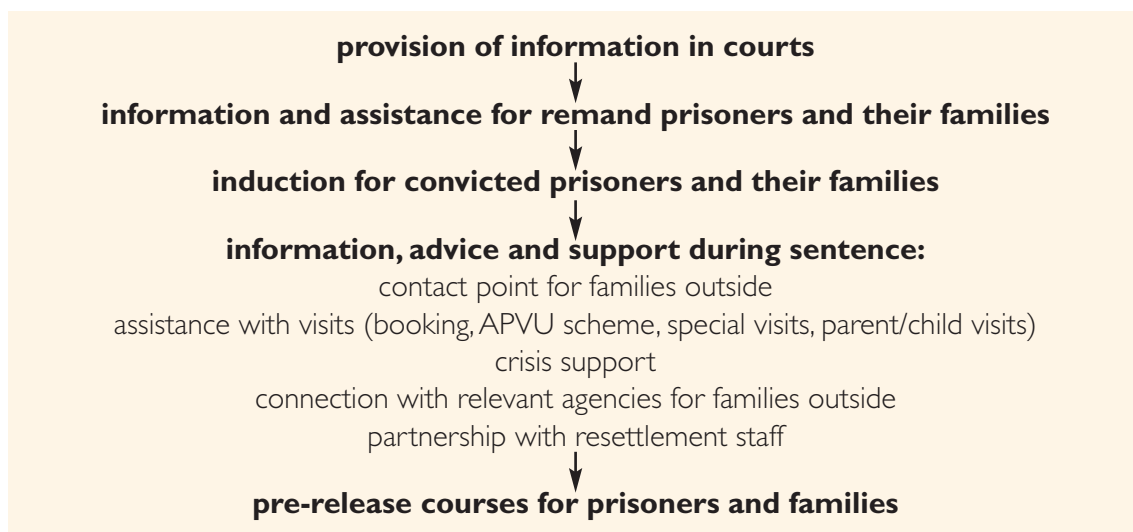 provision of information in courts
information and assistance for remand prisoners and their families
induction for convicted prisoners and their families
information, advice and support during sentence:
contact point for families outside
assistance with visits (booking, APVU scheme, special visits, parent/child visits)
crisis support
connection with relevant agencies for families outside
partnership with resettlement staff
pre-release courses for prisoners and families